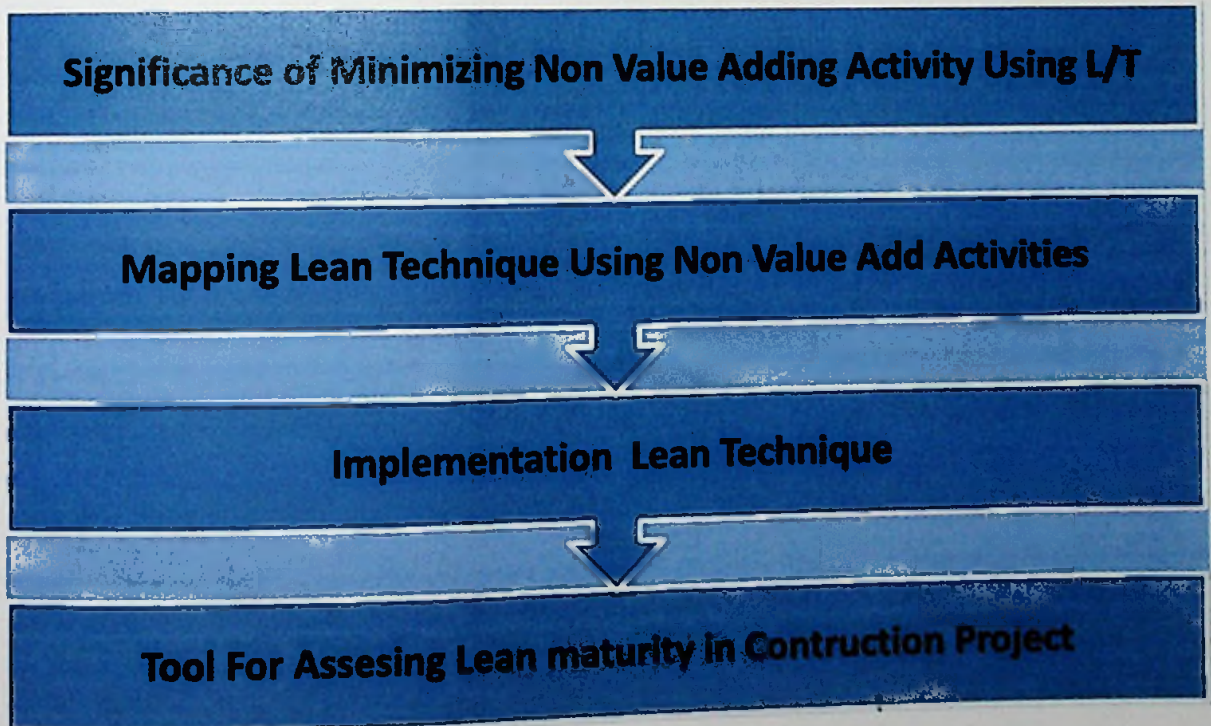 Significance of Minimizing Non Value Adding Activity Using L/T
Mapping Lean Technique Using Non Value Add Activities
Implementation Lean Technique
Tool For Assesing Lean maturity in Contruction Project